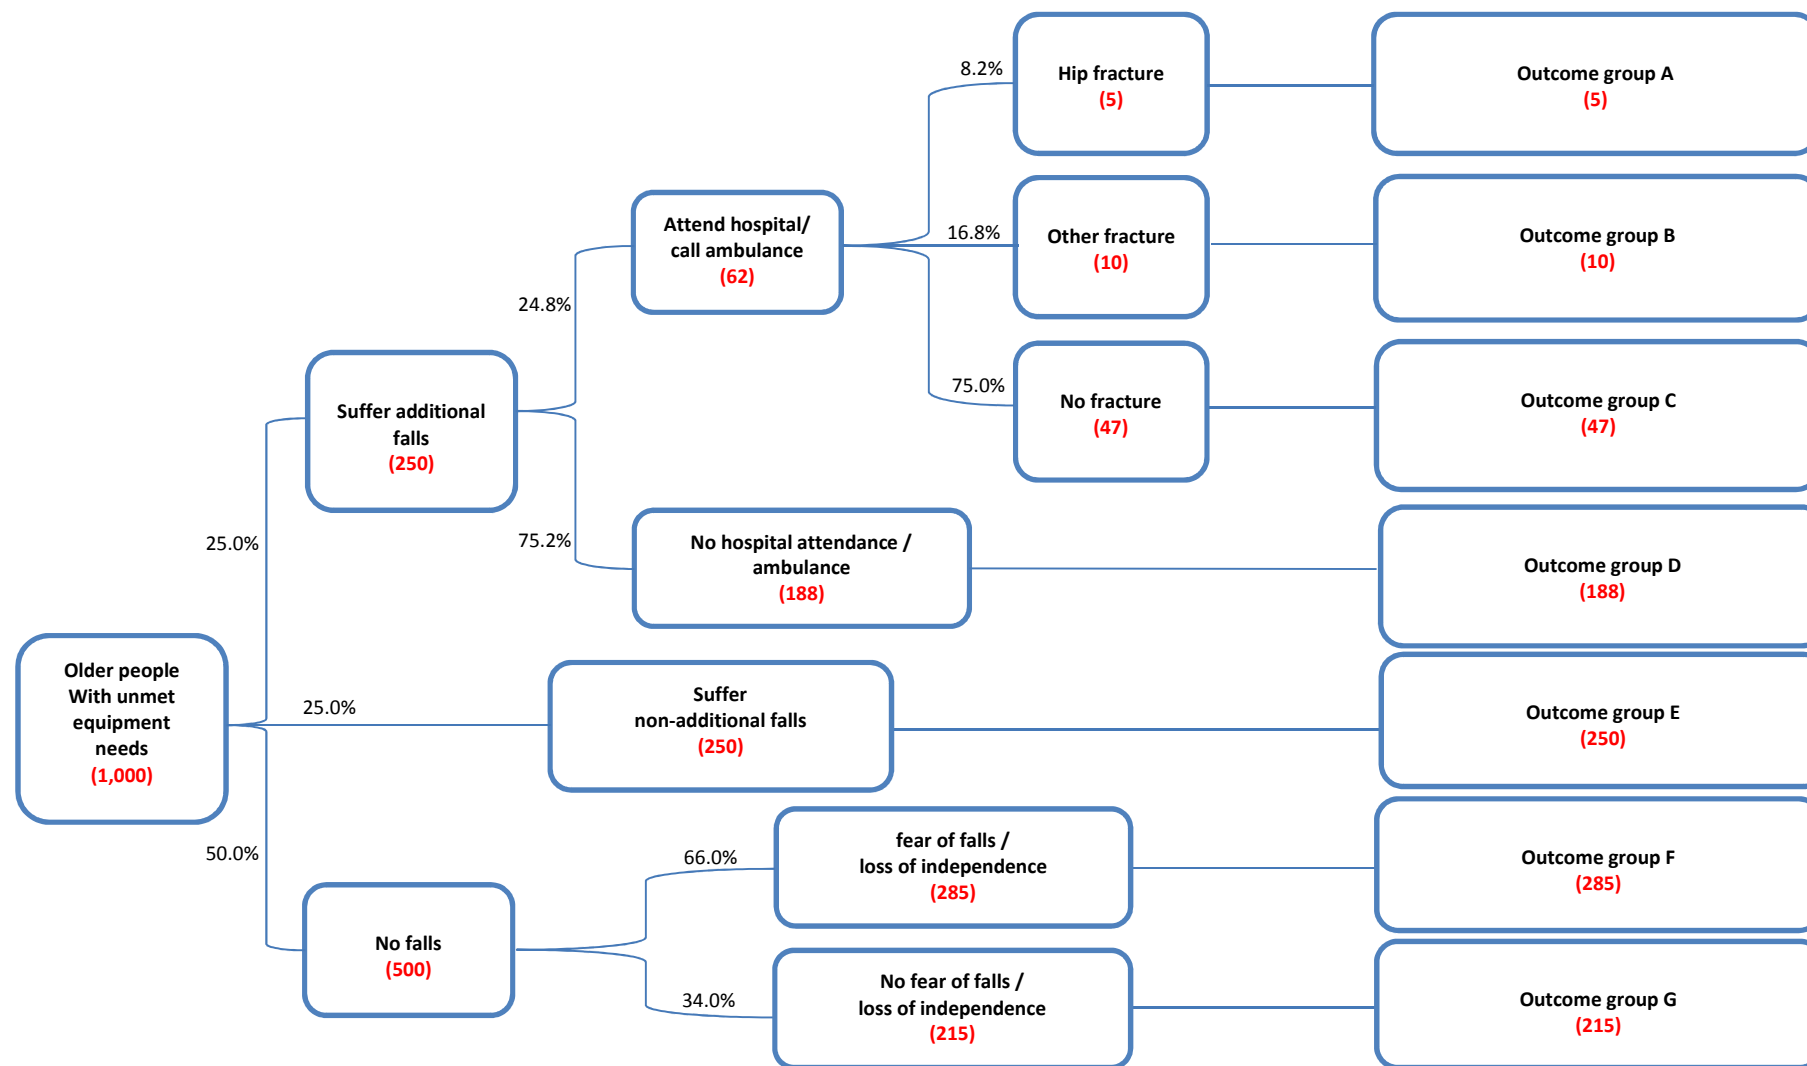 8.2%
Hip fracture
(5)
Outcome group A
(5)
Attend hospital/
call ambulance
(62)
16.8%
Other fracture
(10)
Outcome group B
(10)
24.8%
75.0%
No fracture
(47)
Outcome group C
(47)
Suffer additional
falls
(250)
25.0%
75.2%
No hospital attendance /
ambulance
(188)
Outcome group D
(188)
Older people
With unmet
equipment
needs
(1,000)
25.0%
Suffer
non-additional falls
(250)
Outcome group E
(250)
50.0%
66.0%
fear of falls /
loss of independence
(285)
Outcome group F
(285)
No falls
(500)
34.0%
No fear of falls /
loss of independence
(215)
Outcome group G
(215)